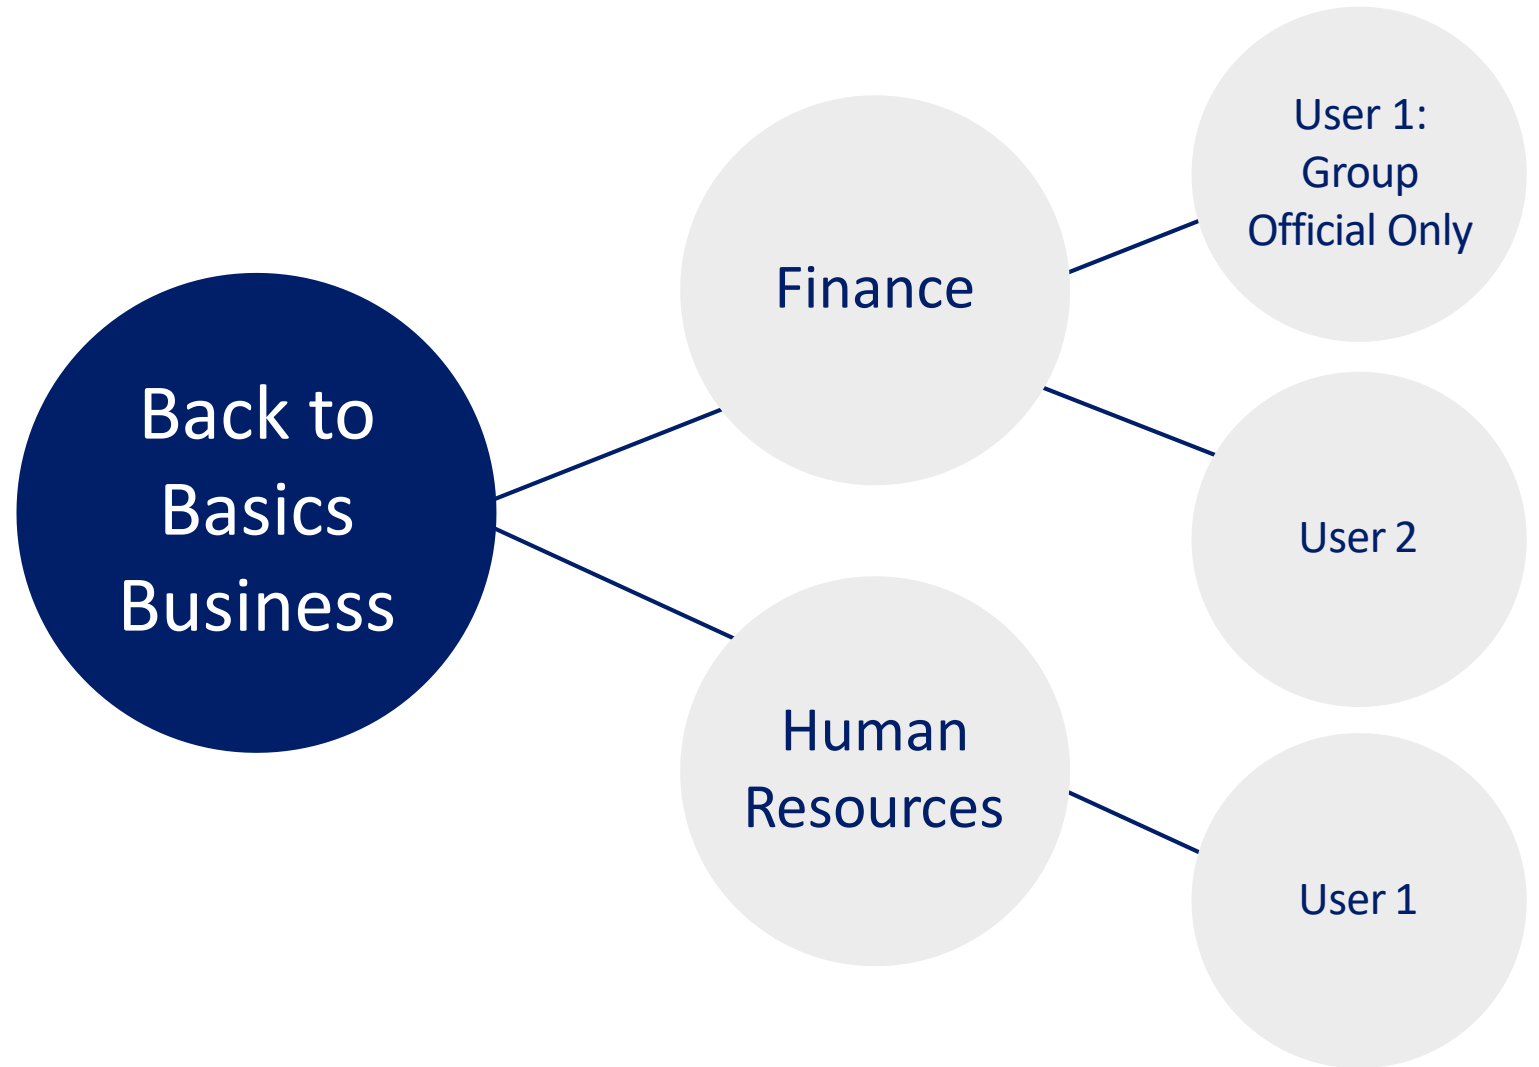 Back to
Basics
Business
Finance
Human
Resources
User 1:
Group
Official Only
User 2
User 1